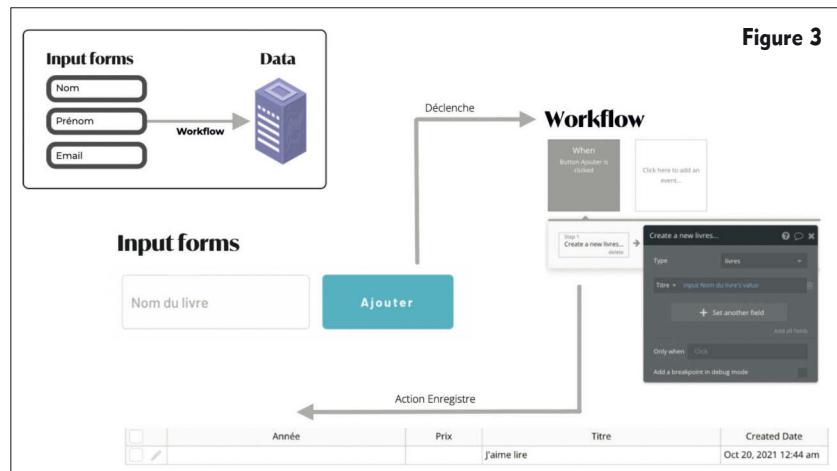 Figure 3
Input forms
Data
Nom
Prénom
Email
Workflow
Déclenche
Workflow
When
Button Ajouter is
clicked
Click here to add an
event...
Step 1
Create a new livres...
delete
Create a new livres...
Type
livres
Titre
Input Nom du livre's value
Set another field
Add all fields
Only when
Click
Add a breakpoint in debug mode
Input forms
Nom du livre
Ajouter
Action Enregistre
Année Prix Titre Created Date
J'aime lire Oct 20, 2021 12:44 am